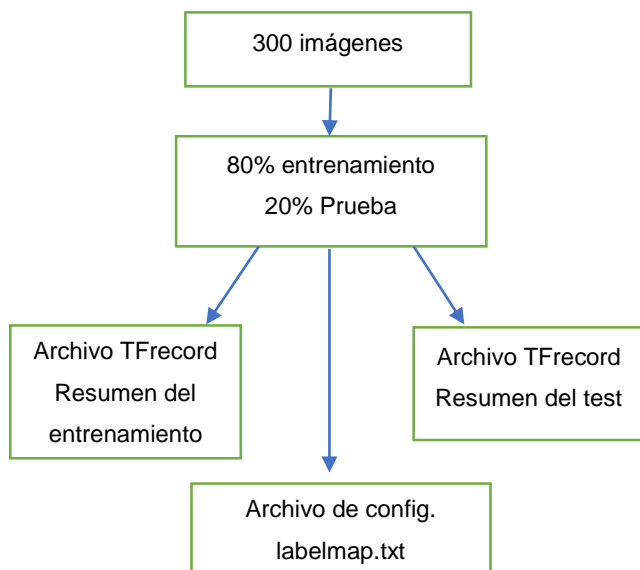 300 imágenes
80% entrenamiento
20% Prueba
Archivo TFrecord
Resumen del
entrenamiento
Archivo TFrecord
Resumen del test
Archivo de config.
labelmap.txt